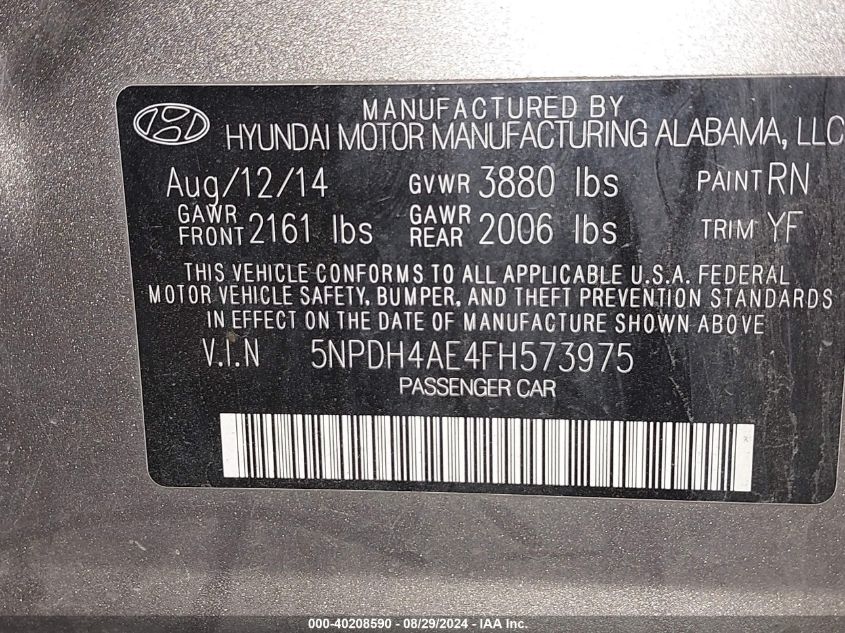 MANUFACTURED BY
HYUNDAI MOTOR MANUFACTURING ALABAMA, LLC
Aug/12/14 GVWR 3880 lbs PAINT RN
GAWR FRONT 2161 lbs GAWR REAR 2006 lbs TRIM YF
THIS VEHICLE CONFORMS TO ALL APPLICABLE U.S.A. FEDERAL
MOTOR VEHICLE SAFETY, BUMPER, AND THEFT PREVENTION STANDARDS
IN EFFECT ON THE DATE OF MANUFACTURE SHOWN ABOVE
V.I.N 5NPDH4AE4FH573975
PASSENGER CAR
000-40208590 - 08/29/2024 - IAA Inc.